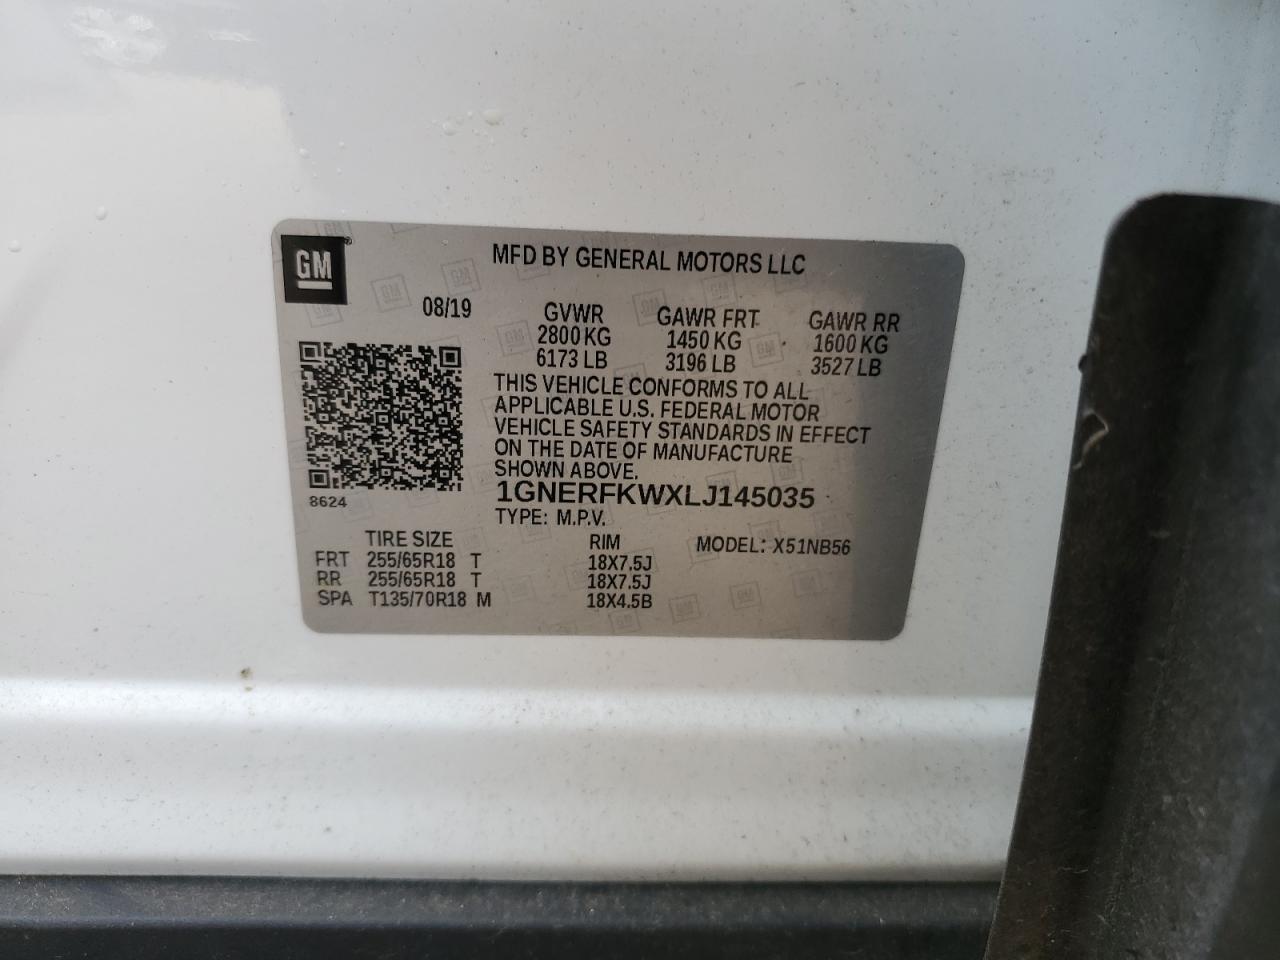 GM
MFD BY GENERAL MOTORS LLC
08/19 GVWR GAWR FRT GAWR RR
2800 KG 1450 KG 1600 KG
6173 LB 3196 LB 3527 LB
THIS VEHICLE CONFORMS TO ALL
APPLICABLE U.S. FEDERAL MOTOR
VEHICLE SAFETY STANDARDS IN EFFECT
ON THE DATE OF MANUFACTURE
SHOWN ABOVE.
8624
1GNERFKWXLJ145035
TYPE: M.P.V.
TIRE SIZE RIM MODEL: X51NB56
FRT 255/65R18 T 18X7.5J
RR 255/65R18 T 18X7.5J
SPA T135/70R18 M 18X4.5B